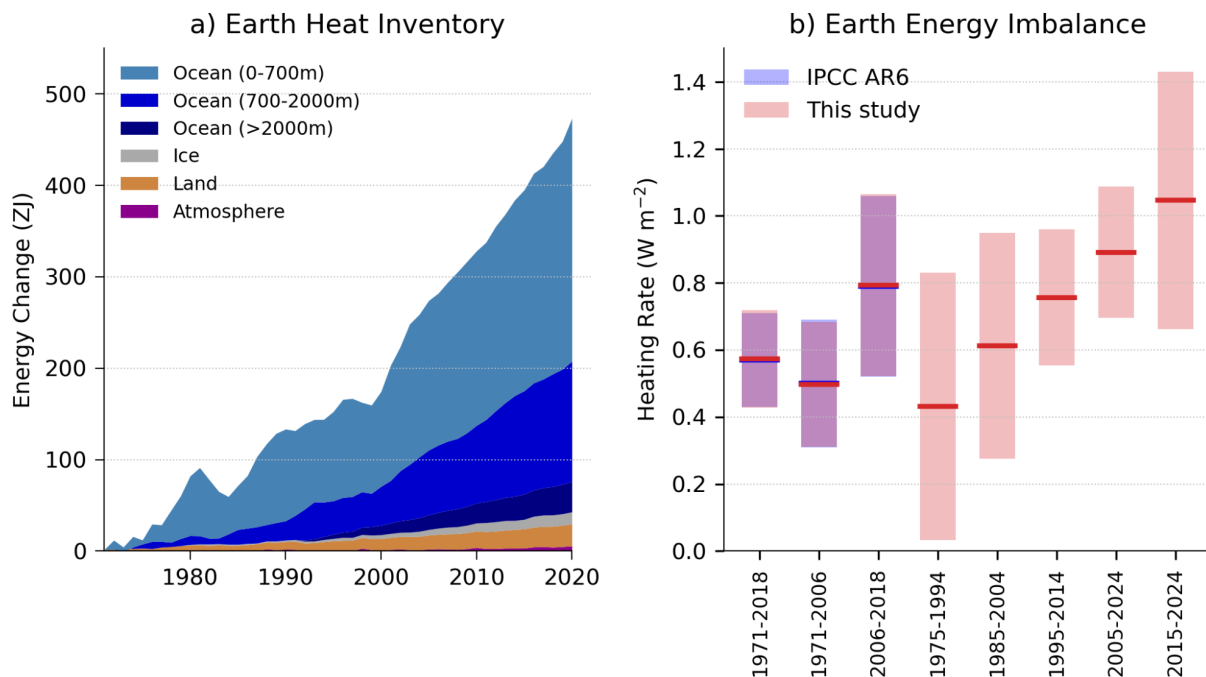 a) Earth Heat Inventory
Energy Change (ZJ)
500
400
300
200
100
0
Ocean (0-700m)
Ocean (700-2000m)
Ocean (>2000m)
Ice
Land
Atmosphere
1980
1990
2000
2010
2020
b) Earth Energy Imbalance
Heating Rate (W m⁻²)
1.4
1.2
1.0
0.8
0.6
0.4
0.2
0.0
IPCC AR6
This study
1971-2018
1971-2006
2006-2018
1975-1994
1985-2004
1995-2014
2005-2024
2015-2024